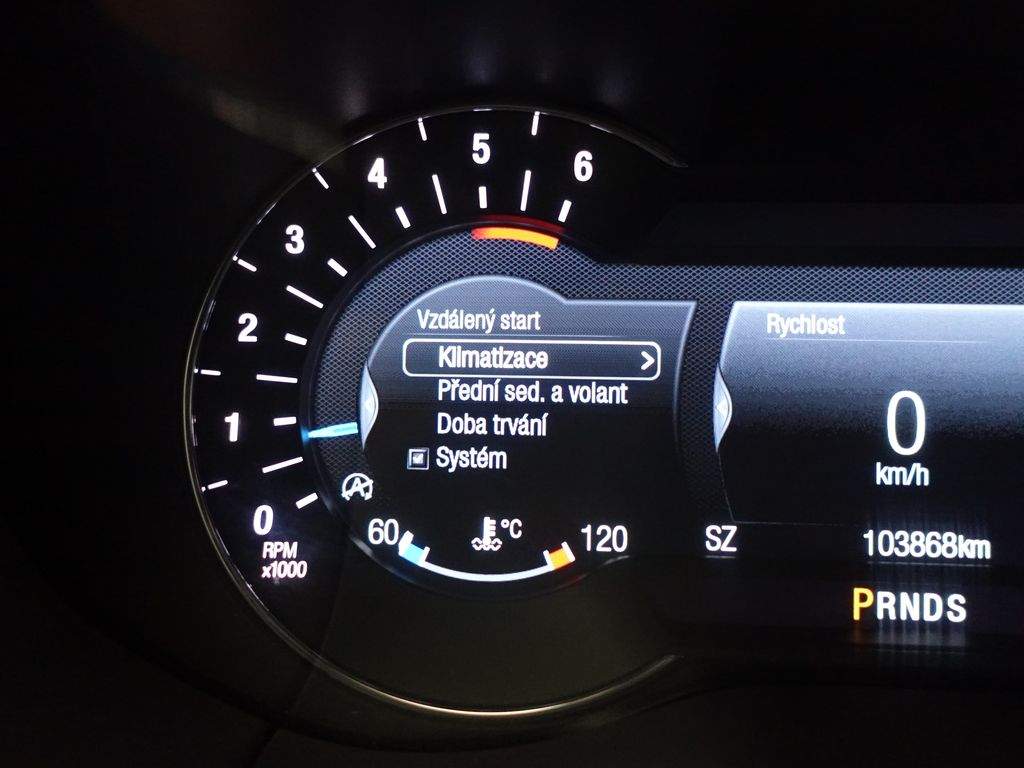 6
5
4
3
2
1
0
RPM
x1000
Vzdálený start
Klimatizace >
Přední sed. a volant
Doba trvání
Systém
A
60
°C
120
Rychlost
0
km/h
SZ
103868km
PRNDS